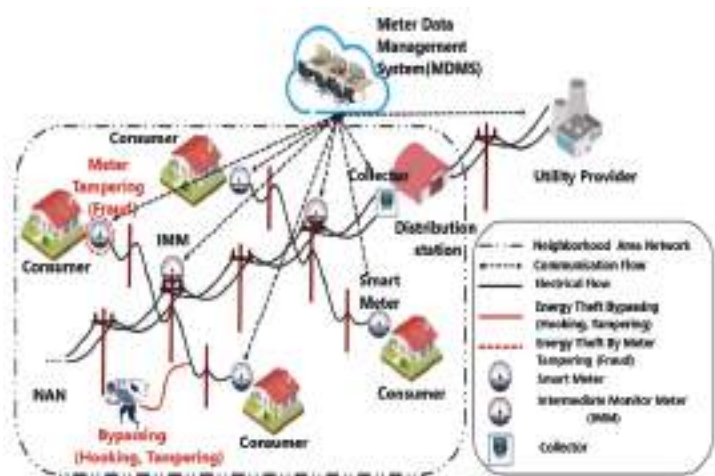 Meter Data
Management
System(MDMS)
Consumer
Meter
Tampering
(Fraud)
Consumer
IMM
Collector
Utility Provider
Distribution
station
Smart
Meter
Consumer
NAN
Bypassing
(Hooking, Tampering)
Consumer
Neighborhood Area Network
Communication Flow
Electrical Flow
Energy Theft Bypassing
(Hooking, Tampering)
Energy Theft By Meter
Tampering (Fraud)
Smart Meter
Intermediate Monitor Meter
(IMM)
Collector